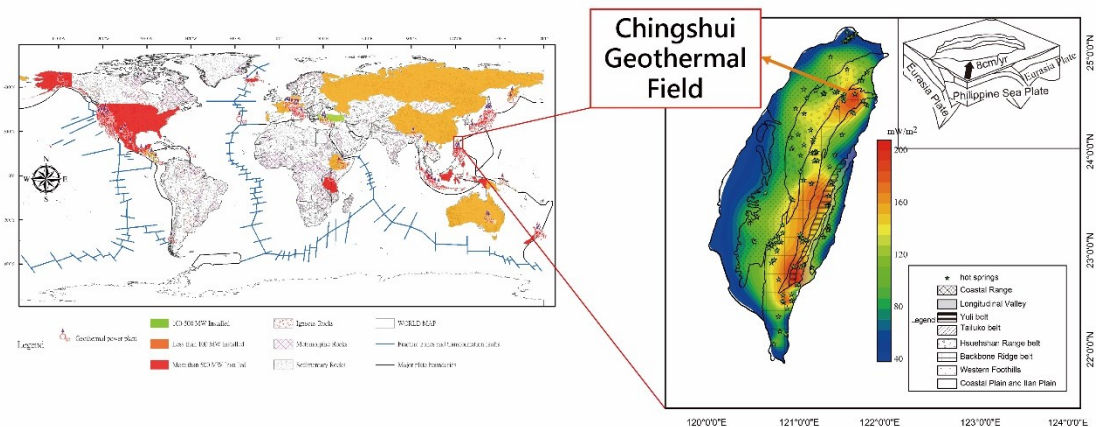 Chingshui
Geothermal
Field
N
W
E
S
Legend
Geothermal power plant
100-500 MW Installed
Less than 100 MW Installed
More than 500 MW Installed
Igneous Rocks
Metamorphic Rocks
Sedimentary Rocks
WORLD MAP
Major plate boundaries
mW/m²
200
160
120
80
40
8cm/yr
Eurasia Plate
Eurasia Plate
Philippine Sea Plate
Legend
hot springs
Coastal Range
Longitudinal Valley
Yuli belt
Tailuko belt
Hsuehshan Range belt
Backbone Ridge belt
Western Foothills
Coastal Plain and Ilan Plain
25°0'0"N
24°0'0"N
23°0'0"N
22°0'0"N
120°0'0"E
121°0'0"E
122°0'0"E
123°0'0"E
124°0'0"E